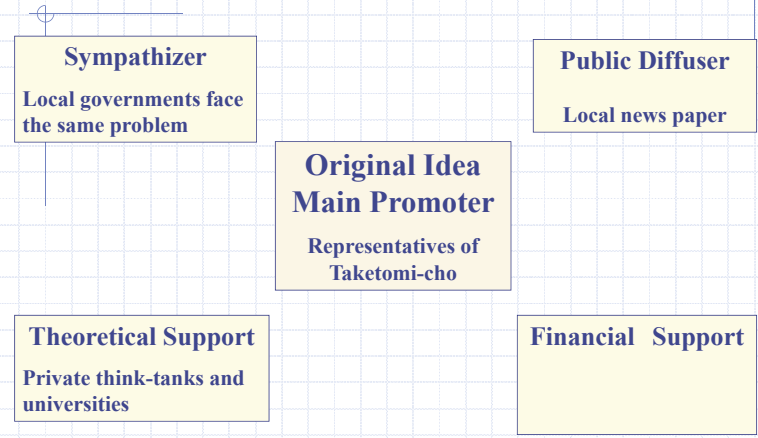 Sympathizer
Local governments face
the same problem
Public Diffuser
Local news paper
Original Idea
Main Promoter
Representatives of
Taketomi-cho
Theoretical Support
Private think-tanks and
universities
Financial Support